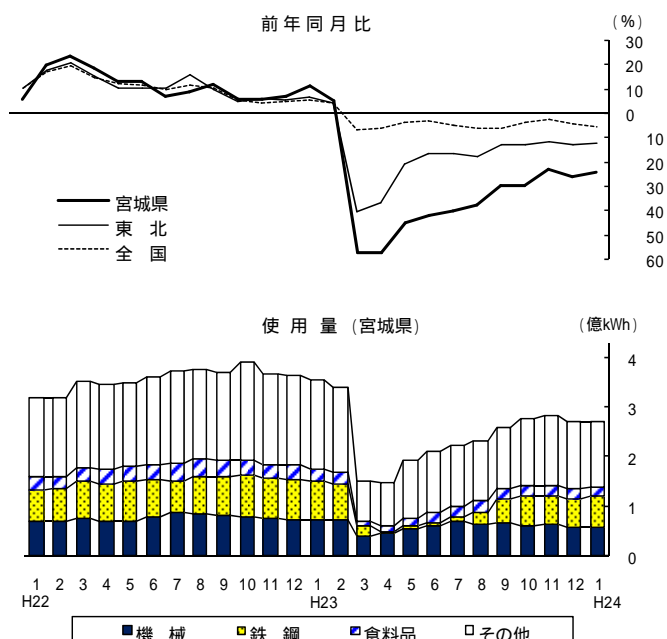 前年同月比
(%)
30
20
10
0
10
20
30
40
50
60
宮城県
東 北
全 国
使 用 量 (宮城県)
(億kWh)
4
3
2
1
0
1 2 3 4 5 6 7 8 9 10 11 12 1 2 3 4 5 6 7 8 9 10 11 12 1
H22 H23 H24
機 械 鉄 鋼 食料品 その他